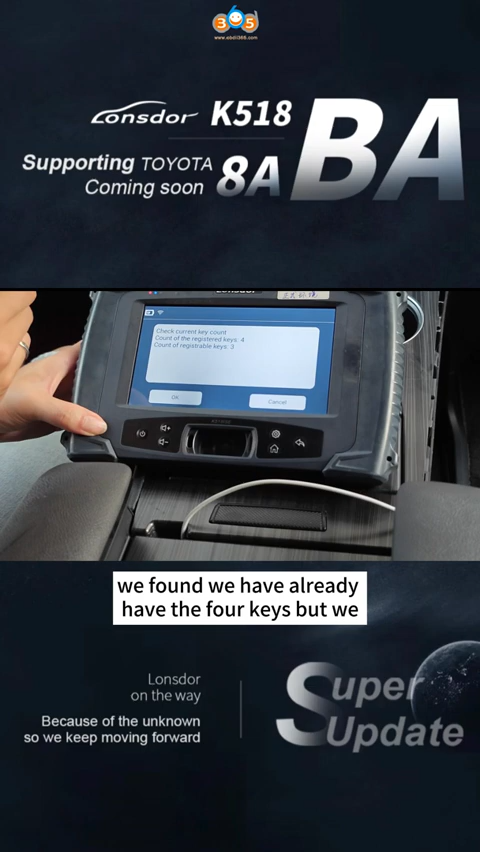 365
www.obdii365.com
Lonsdor K518
BA
Supporting TOYOTA
Coming soon
8A
Lonsdor
Check current key count
Count of the registered keys: 4
Count of registrable keys: 3
OK
Cancel
we found we have already
have the four keys but we
Lonsdor
on the way
Because of the unknown
so we keep moving forward
Super
Update